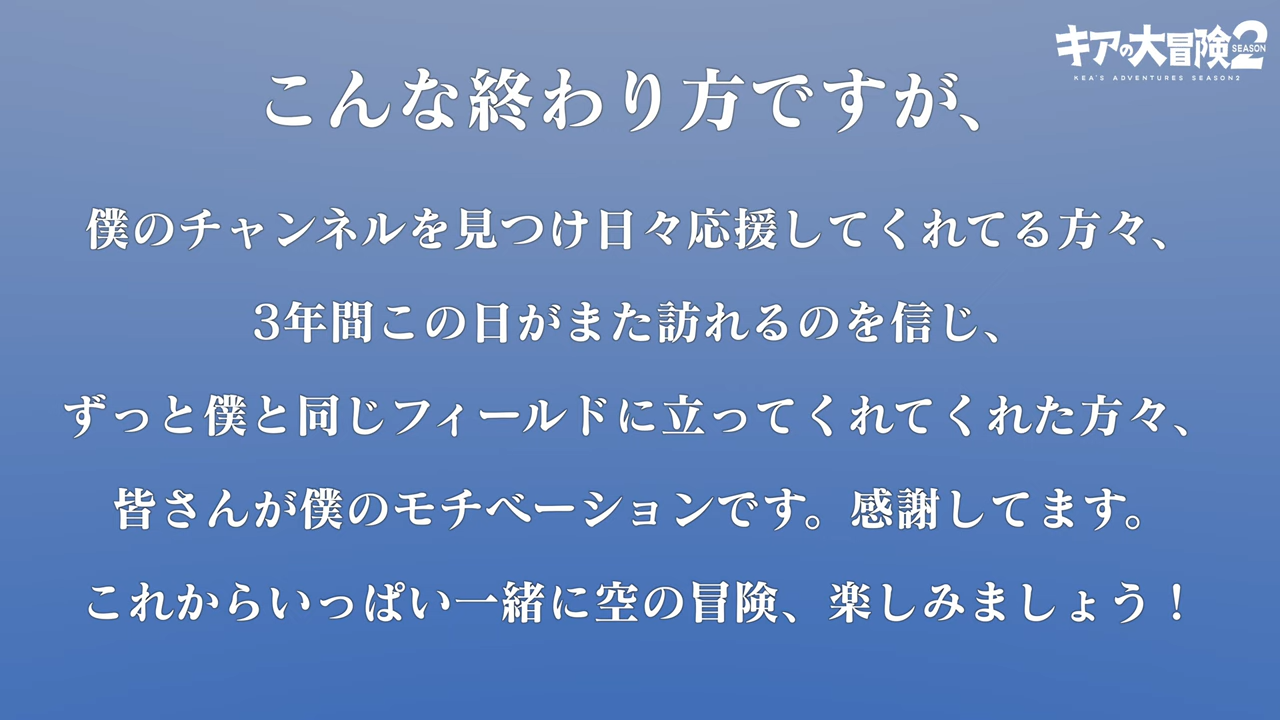 キアの大冒険2 SEASON
KEA'S ADVENTURES SEASON2
こんな終わり方ですが、
僕のチャンネルを見つけ日々応援してくれてる方々、
3年間この日がまた訪れるのを信じ、
ずっと僕と同じフィールドに立ってくれてくれた方々、
皆さんが僕のモチベーションです。感謝してます。
これからいっぱい一緒に空の冒険、楽しみましょう！